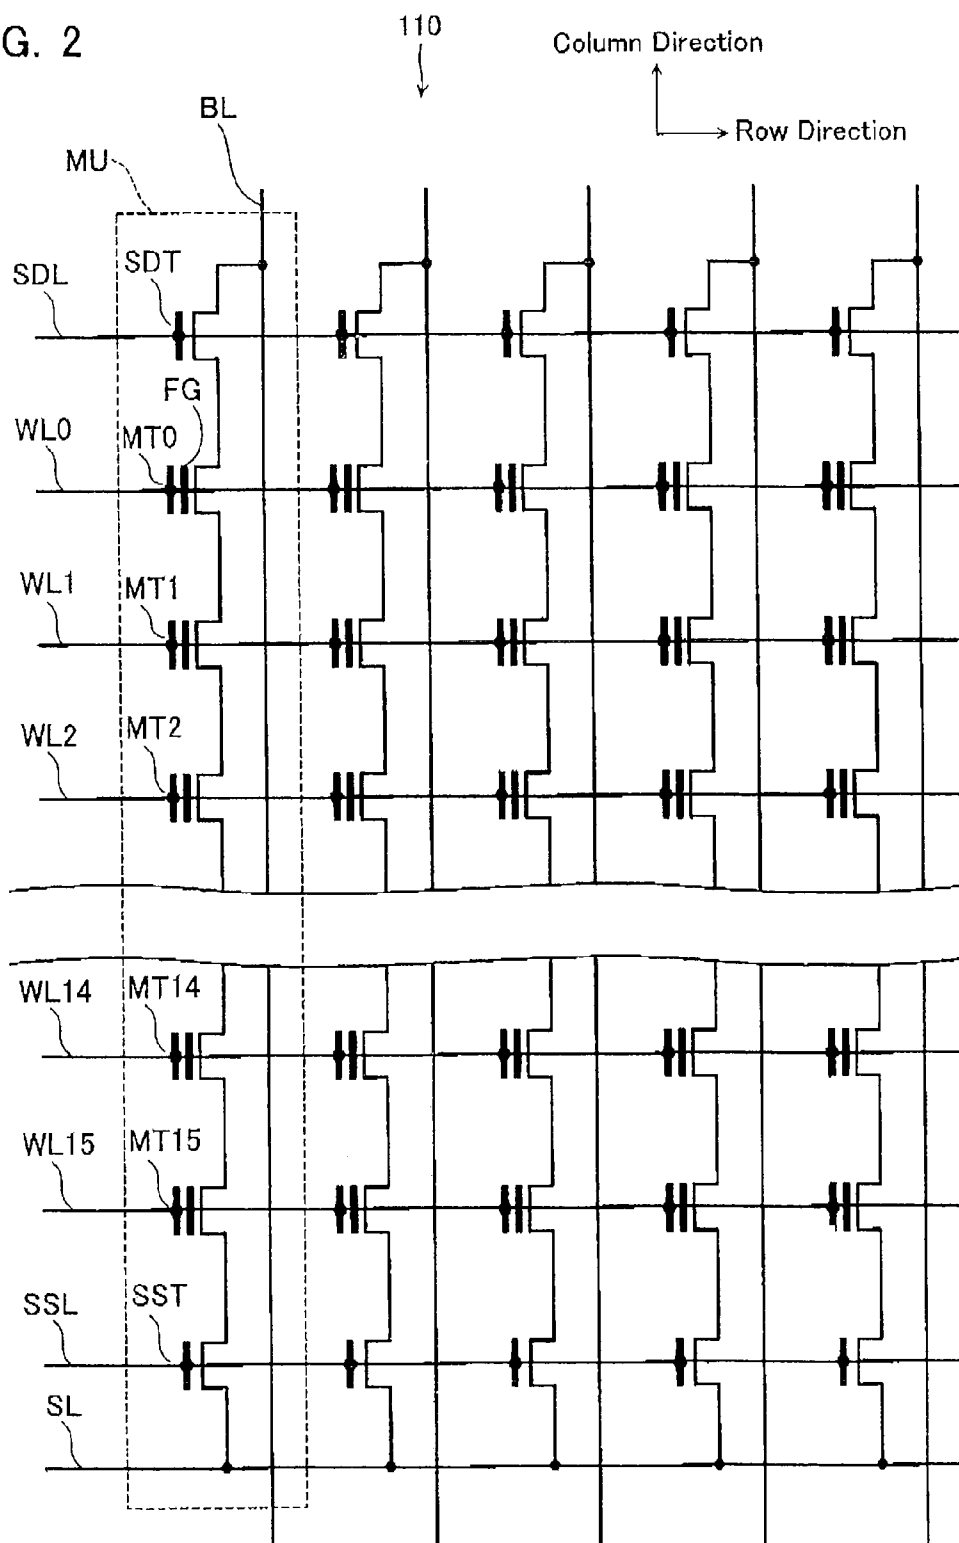 G. 2
110
Column Direction
Row Direction
BL
MU
SDT
SDL
FG
WL0
MT0
WL1
MT1
WL2
MT2
WL14
MT14
WL15
MT15
SSL
SST
SL